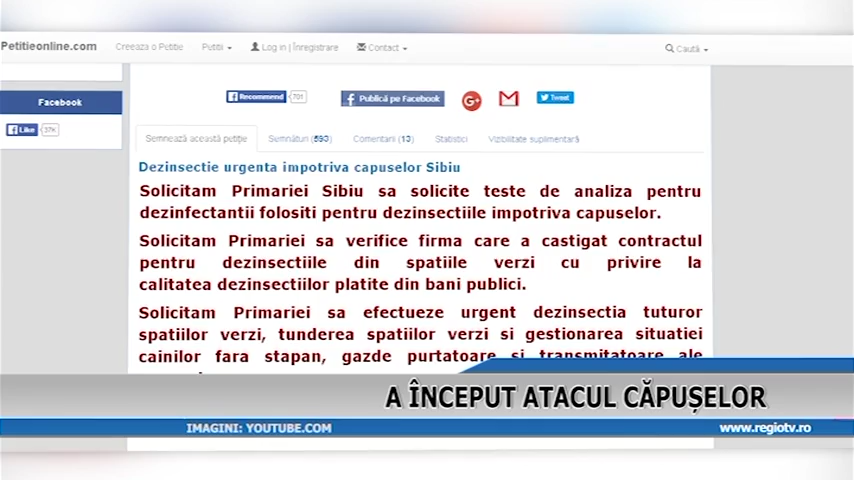 Petitieonline.com Creeaza o Petitie Petitii Log in | Înregistrare Contact Caută
Facebook
Like 37K
Recommend 701 Publică pe Facebook G+ M Tweet
Semnează această petiție Semnături (593) Comentarii (13) Statistici Vizibilitate suplimentară
Dezinsectie urgenta impotriva capuselor Sibiu
Solicitam Primariei Sibiu sa solicite teste de analiza pentru
dezinfectantii folositi pentru dezinsectiile impotriva capuselor.
Solicitam Primariei sa verifice firma care a castigat contractul
pentru dezinsectiile din spatiile verzi cu privire la
calitatea dezinsectiilor platite din bani publici.
Solicitam Primariei sa efectueze urgent dezinsectia tuturor
spatiilor verzi, tunderea spatiilor verzi si gestionarea situatiei
cainilor fara stapan, gazde purtatoare si transmitatoare ale
A ÎNCEPUT ATACUL CĂPUȘELOR
IMAGINI: YOUTUBE.COM www.regiotv.ro